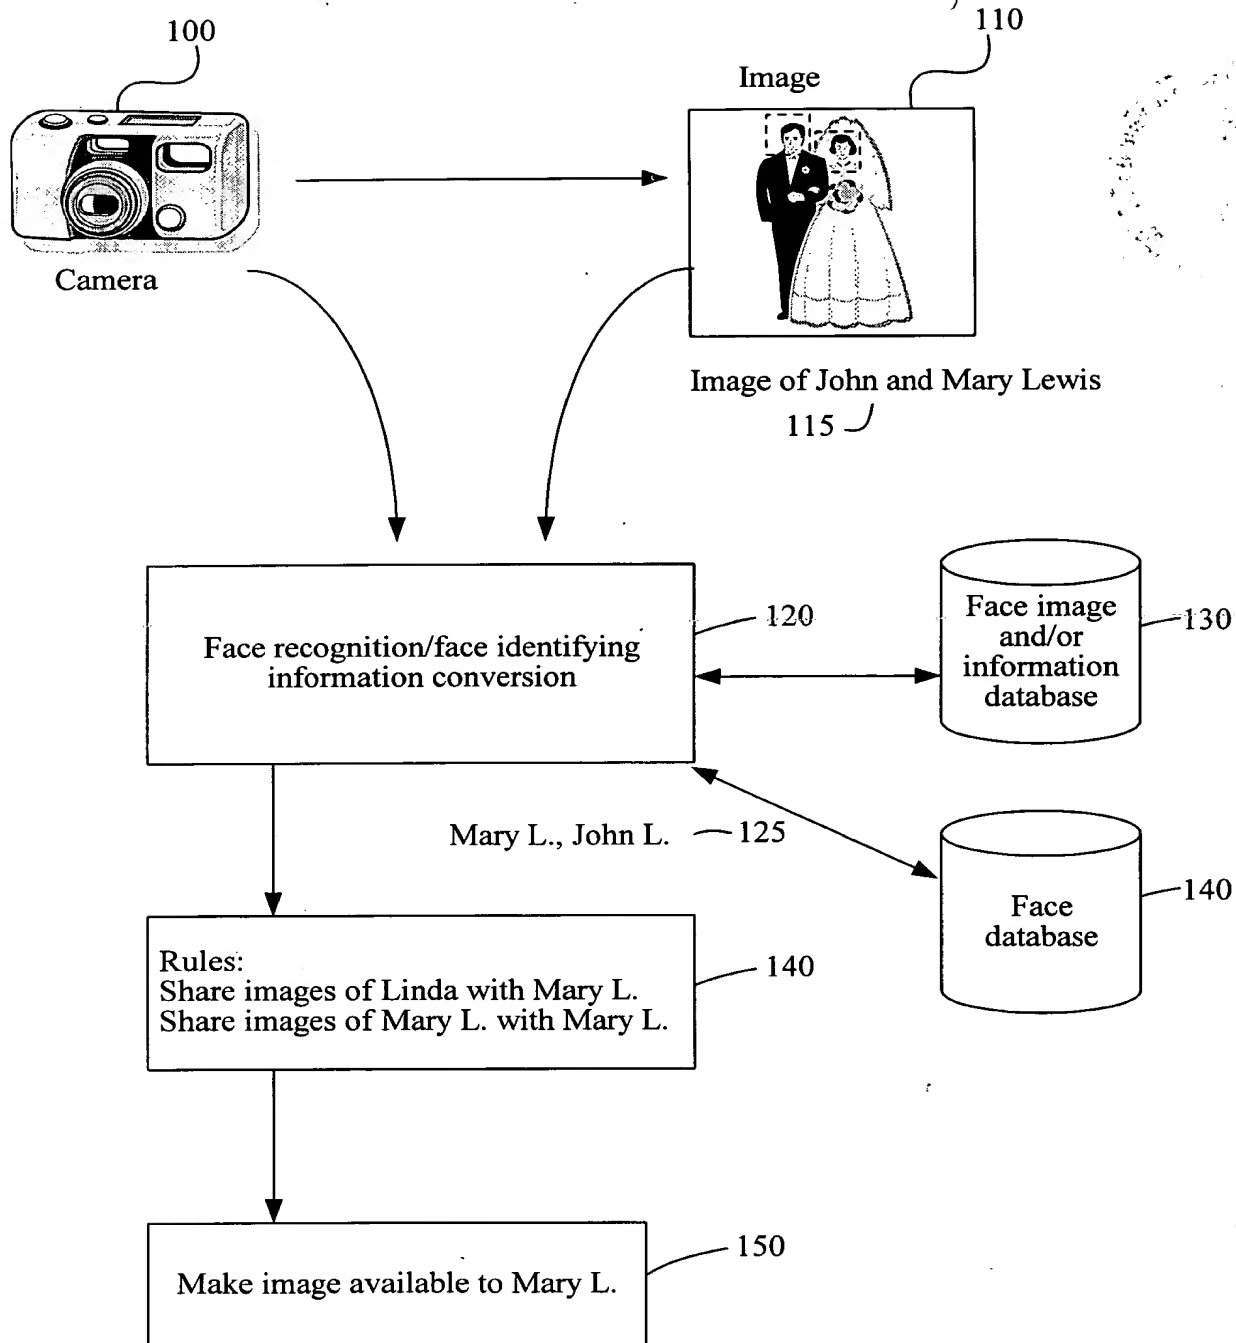 100
110
Image
Camera
Image of John and Mary Lewis
115
120
Face recognition/face identifying
information conversion
Face image
and/or
information
database
130
Mary L., John L.
125
Face
database
140
Rules:
Share images of Linda with Mary L.
Share images of Mary L. with Mary L.
140
150
Make image available to Mary L.